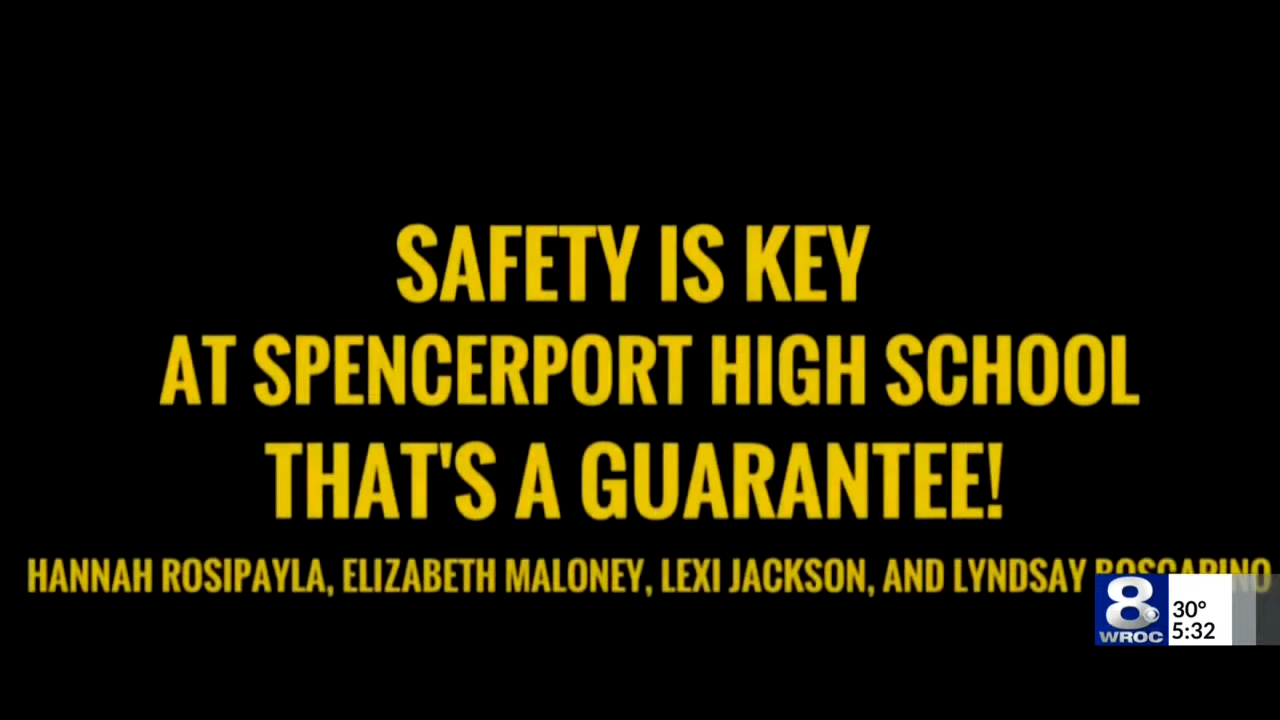 SAFETY IS KEY
AT SPENCERPORT HIGH SCHOOL
THAT'S A GUARANTEE!
HANNAH ROSIPAYLA, ELIZABETH MALONEY, LEXI JACKSON, AND LYNDSAY
8
WROC
30°
5:32